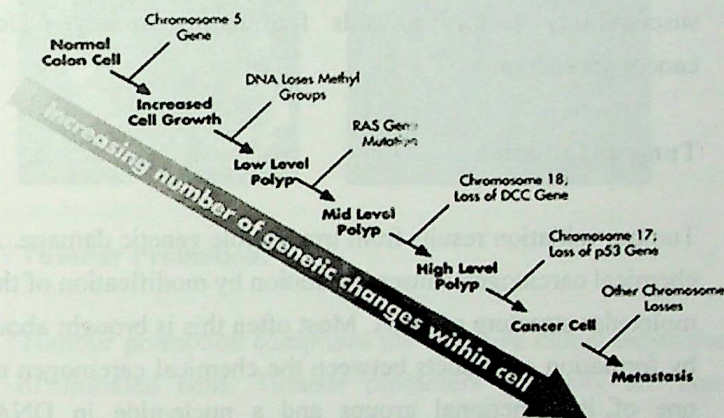 Chromosome 5
Gene
Normal
Colon Cell
DNA Loses Methyl
Groups
Increased
Cell Growth
RAS Gene
Mutation
Low Level
Polyp
Chromosome 18;
Loss of DCC Gene
Mid Level
Polyp
Chromosome 17;
Loss of p53 Gene
High Level
Polyp
Other Chromosome
Losses
Cancer Cell
Metastasis
Increasing number of genetic changes within cell